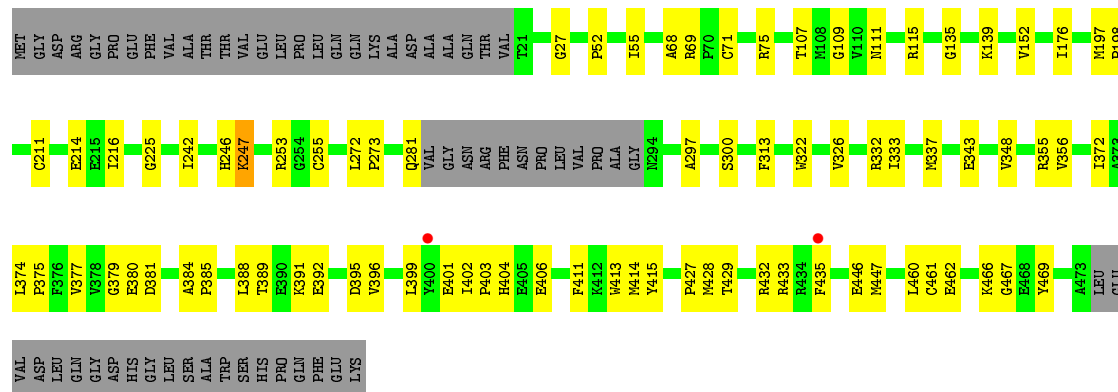 MET GLY ASP ARG GLY PRO GLU PHE VAL ALA THR THR VAL GLU LEU PRO LEU GLN GLN LYS ALA ASP ALA ALA GLN THR VAL T21 G27 P52 I55 A68 R69 P70 C71 R75 T107 M108 G109 V110 N111 R115 G135 K139 V152 I176 M197 P198
C211 E214 E215 I216 G225 I242 H246 K247 R253 G254 C255 L272 P273 Q281 VAL GLY ASN ARG PHE ASN PRO LEU VAL PRO ALA GLY N294 A297 S300 F313 W322 V326 R332 I333 M337 E343 V348 R355 V356 I372 A373
L374 P375 F376 V377 V378 G379 E380 D381 A384 P385 L388 T389 E390 K391 E392 D395 V396 L399 Y400 E401 I402 P403 H404 E405 E406 F411 K412 W413 M414 Y415 P427 M428 T429 R432 R433 R434 F435 E446 M447 L460 C461 E462 K466 G467 E468 Y469 A473 LEU GLU
VAL ASP LEU GLN GLY ASP HIS GLY LEU SER ALA TRP SER HIS PRO GLN PHE GLU LYS